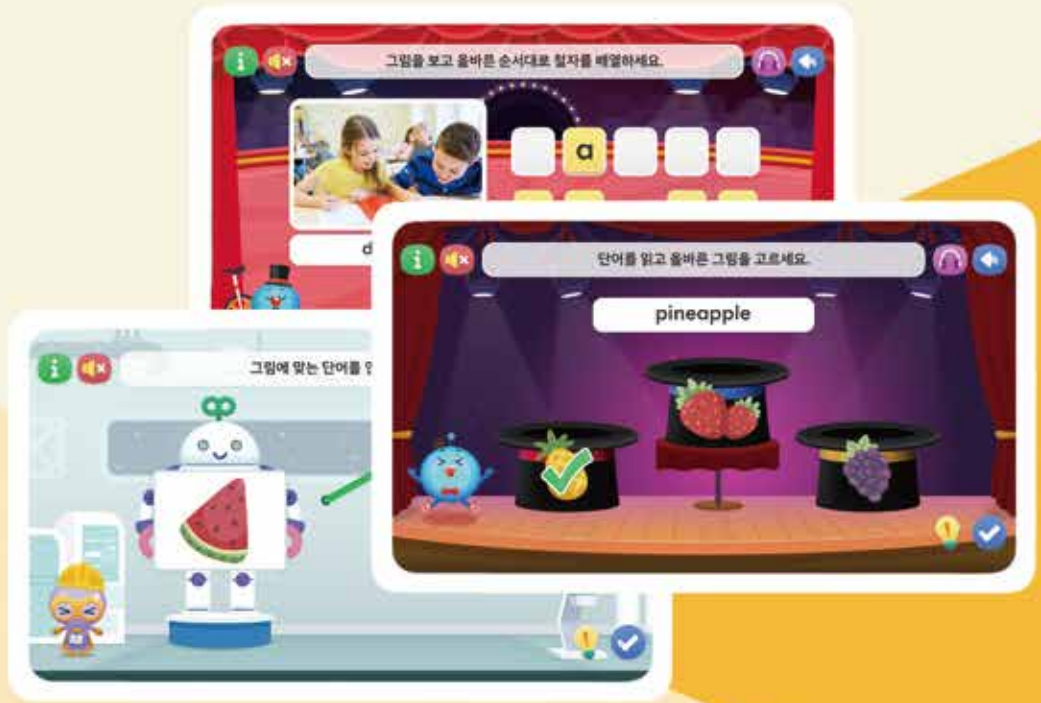 그림을 보고 올바른 순서대로 철자를 배열하세요.
a
d
단어를 읽고 올바른 그림을 고르세요.
pineapple
그림에 맞는 단어를